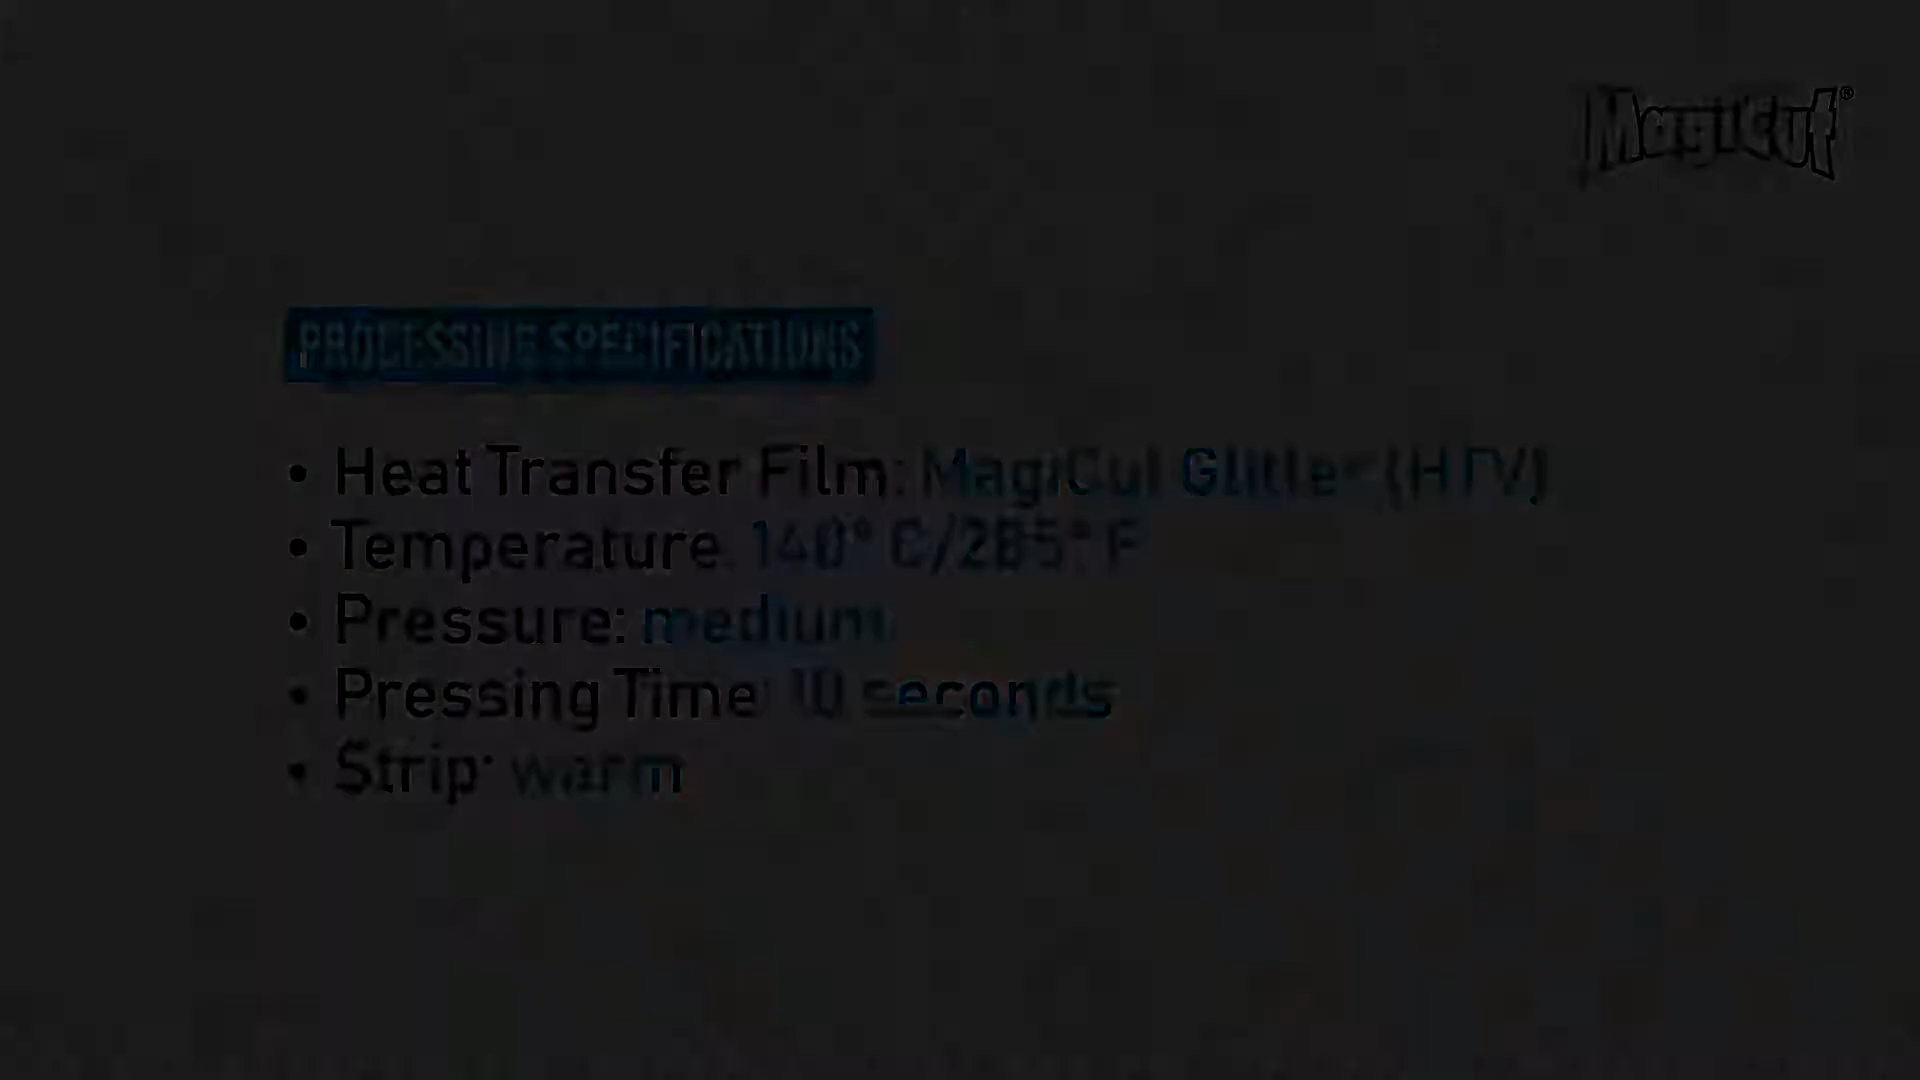 MagiCut®
PROCESSING SPECIFICATIONS
• Heat Transfer Film: MagiCut Glitter (HTV)
• Temperature: 140° C/285° F
• Pressure: medium
• Pressing Time: 10 seconds
• Strip: warm